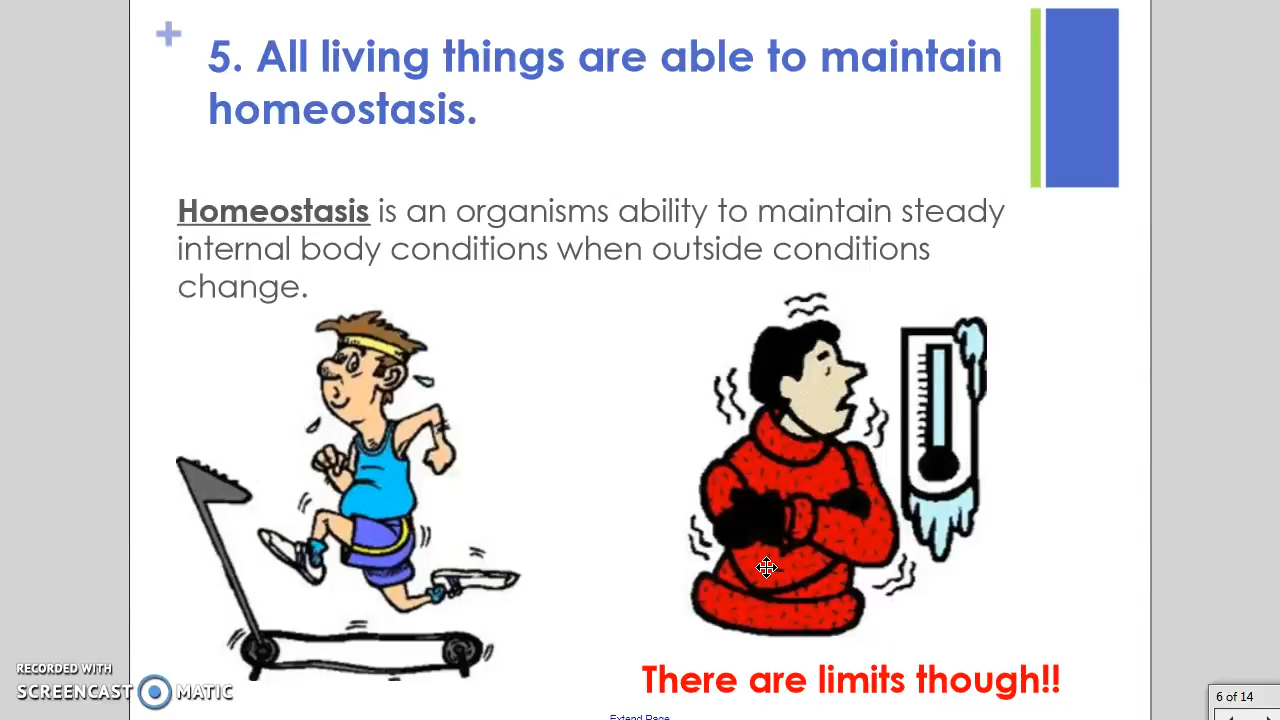 +
5. All living things are able to maintain
homeostasis.
Homeostasis is an organisms ability to maintain steady
internal body conditions when outside conditions
change.
There are limits though!!
RECORDED WITH
SCREENCAST MATIC
6 of 14
Extend Page